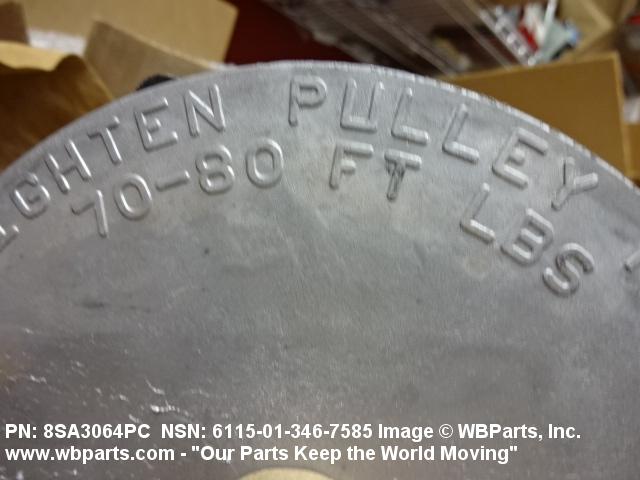 PULLEY
70-80 FT LBS
PN: 8SA3064PC NSN: 6115-01-346-7585 Image © WBParts, Inc.
www.wbparts.com - "Our Parts Keep the World Moving"